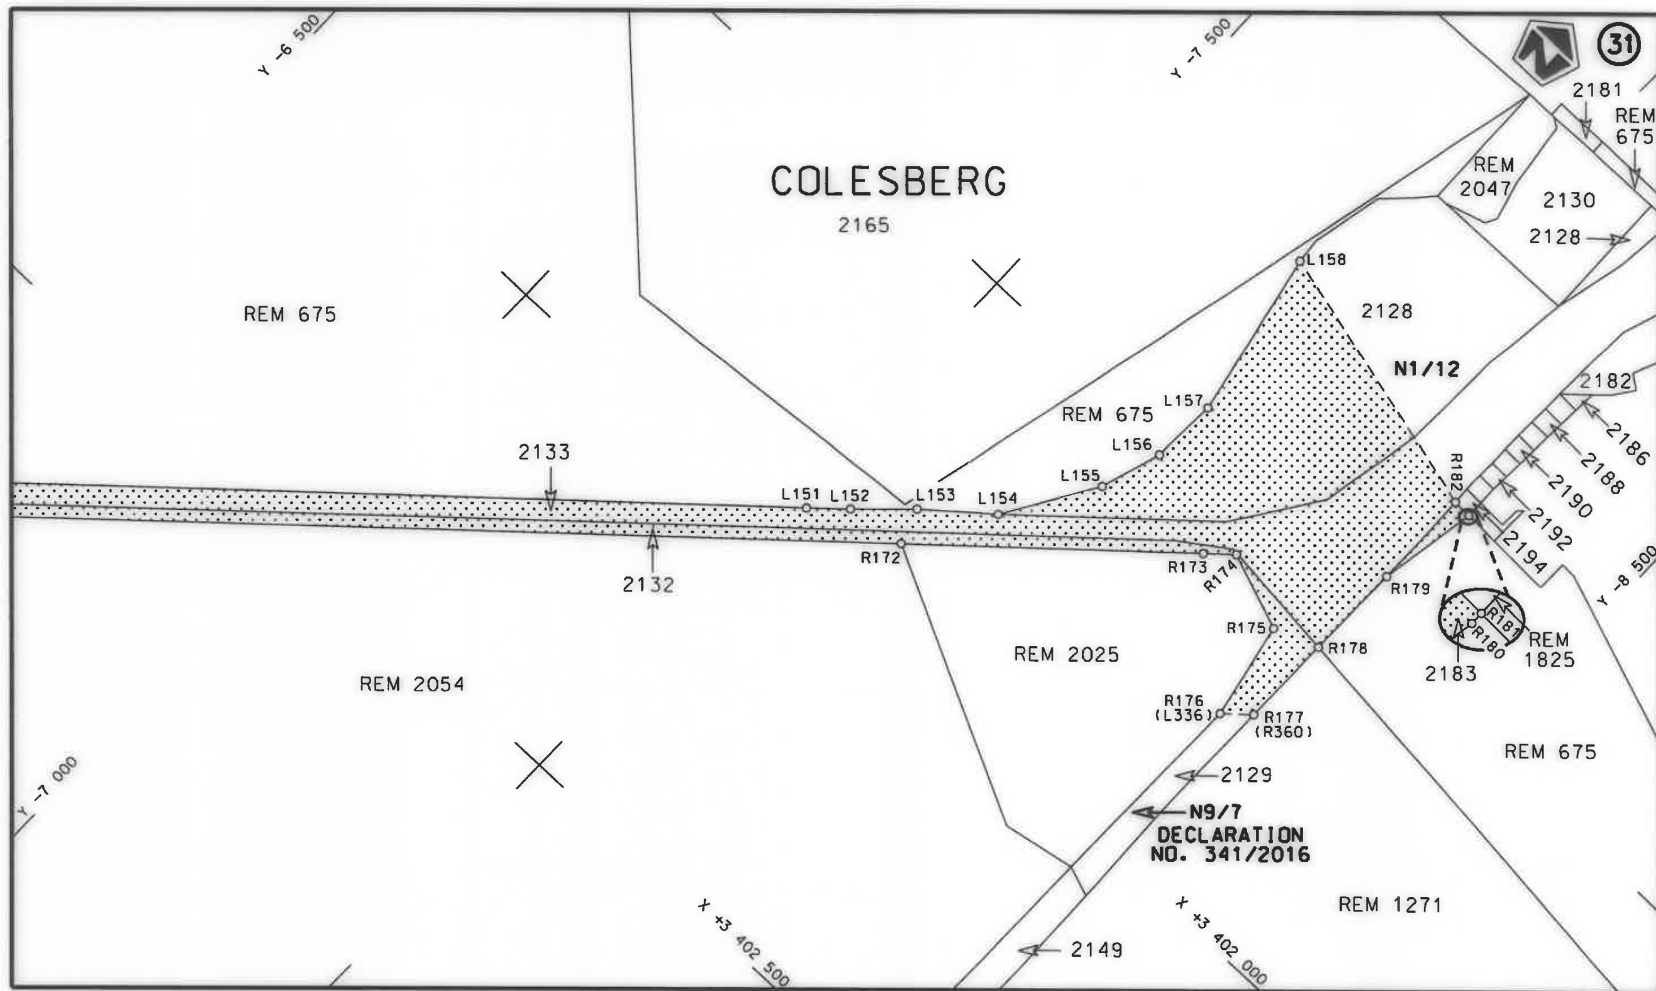 Y -6 500
Y -7 500
31
2181
REM
675
COLESBERG
2165
REM
2047
2130
2128
L158
REM 675
2128
N1/12
2182
L157
REM 675
2186
L156
2188
2133
L155
R182
2190
L151
L152
L153
L154
2192
2194
R172
R173
R174
R179
Y -8 500
2132
R175
R181
R180
REM
1825
R178
2183
REM 2025
REM 2054
R176
(L336)
R177
(R360)
REM 675
Y -7 000
2129
N9/7
DECLARATION
NO. 341/2016
REM 1271
X +3 402 500
X +3 402 000
2149